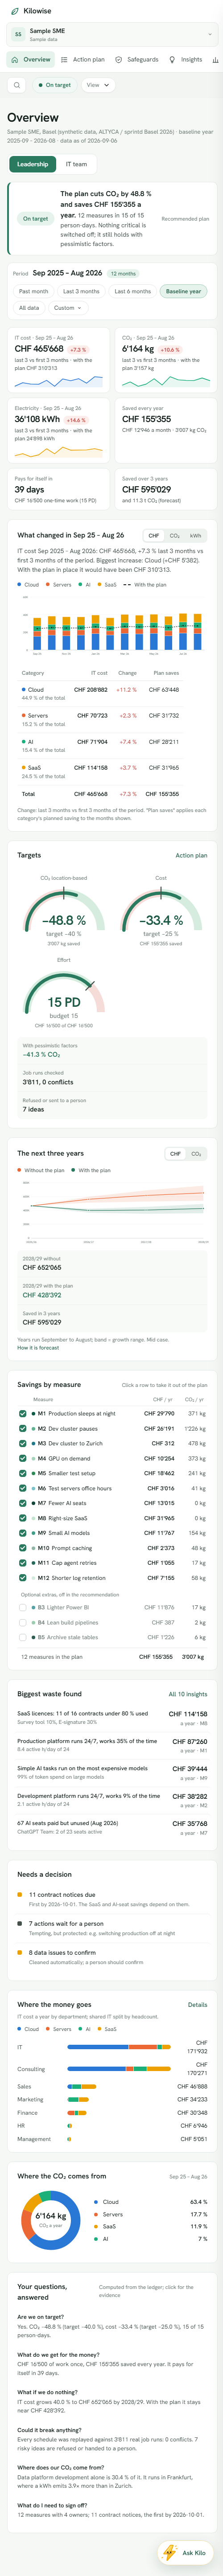 Kilowise
SS
Sample SME
Sample data
Overview
Action plan
Safeguards
Insights
On target
View
Overview
Sample SME, Basel (synthetic data, ALTYCA / sprintd Basel 2026) · baseline year
2025-09 - 2026-08 · data as of 2026-09-06
Leadership
IT team
On target
The plan cuts CO₂ by 48.8 %
and saves CHF 155'355 a
year. 12 measures in 15 of 15
person-days. Nothing critical is
switched off; it still holds with
pessimistic factors.
Recommended plan
Period
Sep 2025 – Aug 2026
12 months
Past month
Last 3 months
Last 6 months
Baseline year
All data
Custom
IT cost · Sep 25 – Aug 26
CHF 465'668
+7.3 %
last 3 vs first 3 months · with the
plan CHF 310'313
CO₂ · Sep 25 – Aug 26
6'164 kg
+10.6 %
last 3 vs first 3 months · with the
plan 3'157 kg
Electricity · Sep 25 – Aug 26
36'108 kWh
+14.6 %
last 3 vs first 3 months · with the
plan 24'895 kWh
Saved every year
CHF 155'355
CHF 12'946 a month · 3'007 kg CO₂
Pays for itself in
39 days
CHF 16'500 one-time work (15 PD)
Saved over 3 years
CHF 595'029
and 11.3 t CO₂ (forecast)
What changed in Sep 25 – Aug 26
CHF
CO₂
kWh
IT cost Sep 2025 - Aug 2026: CHF 465'668, +7.3 % last 3 months vs
first 3 months of the period. Biggest increase: Cloud (+CHF 5'382).
With the plan in place it would have been CHF 310'313.
Cloud
Servers
AI
SaaS
With the plan
Category
IT cost
Change
Plan saves
Cloud
44.9 % of the total
CHF 208'882
+11.2 %
CHF 63'448
Servers
15.2 % of the total
CHF 70'723
+2.3 %
CHF 31'732
AI
15.4 % of the total
CHF 71'904
+7.4 %
CHF 28'211
SaaS
24.5 % of the total
CHF 114'158
+3.7 %
CHF 31'965
Total
CHF 465'668
+7.3 %
CHF 155'355
Change: last 3 months vs first 3 months of the period. "Plan saves" applies each
category's planned saving to the months shown.
Targets
Action plan
CO₂ location-based
−48.8 %
target −40 %
3'007 kg saved
Cost
−33.4 %
target −25 %
CHF 155'355 saved
Effort
15 PD
budget 15
CHF 16'500 of CHF 16'500
With pessimistic factors
−41.3 % CO₂
Job runs checked
3'811, 0 conflicts
Refused or sent to a person
7 ideas
The next three years
CHF
CO₂
Without the plan
With the plan
2028/29 without
CHF 652'065
2028/29 with the plan
CHF 428'392
Saved in 3 years
CHF 595'029
Years run September to August; band = growth range. Mid case.
How it is forecast
Savings by measure
Click a row to take it out of the plan
Measure
CHF / yr
CO₂ / yr
M1 Production sleeps at night
CHF 29'790
371 kg
M2 Dev cluster pauses
CHF 26'191
1'226 kg
M3 Dev cluster to Zurich
CHF 312
478 kg
M4 GPU on demand
CHF 10'254
373 kg
M5 Smaller test setup
CHF 18'462
241 kg
M6 Test servers office hours
CHF 3'016
41 kg
M7 Fewer AI seats
CHF 13'015
0 kg
M8 Right-size SaaS
CHF 31'965
0 kg
M9 Small AI models
CHF 11'767
154 kg
M10 Prompt caching
CHF 2'373
48 kg
M11 Cap agent retries
CHF 1'055
17 kg
M12 Shorter log retention
CHF 7'155
58 kg
Optional extras, off in the recommendation
B3 Lighter Power BI
CHF 11'876
17 kg
B4 Lean build pipelines
CHF 387
2 kg
B5 Archive stale tables
CHF 1'226
6 kg
12 measures in the plan
CHF 155'355
3'007 kg
Biggest waste found
All 10 insights
SaaS licences: 11 of 16 contracts under 80 % used
Survey tool 10%, E-signature 30%
CHF 114'158
a year · M8
Production platform runs 24/7, works 35% of the time
8.4 active h/day of 24
CHF 87'260
a year · M1
Simple AI tasks run on the most expensive models
99% of token spend on large models
CHF 39'444
a year · M9
Development platform runs 24/7, works 9% of the time
2.1 active h/day of 24
CHF 38'282
a year · M2
67 AI seats paid but unused (Aug 2026)
ChatGPT Team: 2 of 23 seats active
CHF 35'768
a year · M7
Needs a decision
11 contract notices due
First by 2026-10-01. The SaaS and AI-seat savings depend on them.
7 actions wait for a person
Tempting, but protected: e.g. switching production off at night
8 data issues to confirm
Cleaned automatically; a person should confirm
Where the money goes
Details
IT cost a year by department; shared IT split by headcount.
Cloud
Servers
AI
SaaS
IT
CHF
171'932
Consulting
CHF
170'271
Sales
CHF 46'888
Marketing
CHF 34'233
Finance
CHF 30'348
HR
CHF 6'946
Management
CHF 5'051
Where the CO₂ comes from
Sep 25 – Aug 26
6'164 kg
CO₂ a year
Cloud
63.4 %
Servers
17.7 %
SaaS
11.9 %
AI
7 %
Your questions,
answered
Computed from the ledger; click for the
evidence
Are we on target?
Yes. CO₂ −48.8 % (target −40.0 %), cost −33.4 % (target −25.0 %), 15 of 15
person-days.
What do we get for the money?
CHF 16'500 of work once, CHF 155'355 saved every year. It pays for
itself in 39 days.
What if we do nothing?
IT cost grows 40.0 % to CHF 652'065 by 2028/29. With the plan it stays
near CHF 428'392.
Could it break anything?
Every schedule was replayed against 3'811 real job runs: 0 conflicts. 7
risky ideas are refused or handed to a person.
Where does our CO₂ come from?
Data platform development alone is 30.4 % of it. It runs in Frankfurt,
where a kWh emits 3.9× more than in Zurich.
What do I need to sign off?
12 measures with 4 owners; 11 contract notices, the first by 2026-10-01.
Ask Kilo